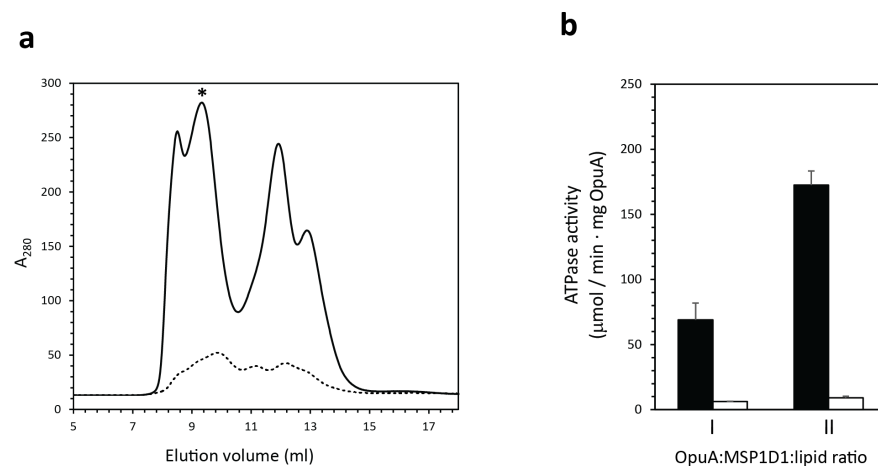 a
*
300
250
200
150
100
50
0
A280
5 7 9 11 13 15 17
Elution volume (ml)
b
250
200
150
100
50
0
ATPase activity
(μmol / min · mg OpuA)
I II
OpuA:MSP1D1:lipid ratio